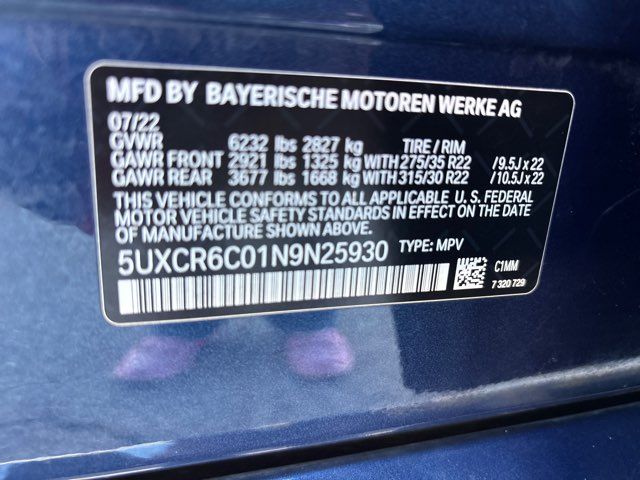 MFD BY BAYERISCHE MOTOREN WERKE AG
07/22
GVWR 6232 lbs 2827 kg TIRE / RIM
GAWR FRONT 2921 lbs 1325 kg WITH 275/35 R22 /9.5J x 22
GAWR REAR 3677 lbs 1668 kg WITH 315/30 R22 /10.5J x 22
THIS VEHICLE CONFORMS TO ALL APPLICABLE U. S. FEDERAL
MOTOR VEHICLE SAFETY STANDARDS IN EFFECT ON THE DATE
OF MANUFACTURE SHOWN ABOVE.
5UXCR6C01N9N25930 TYPE: MPV
C1MM
7 320 729